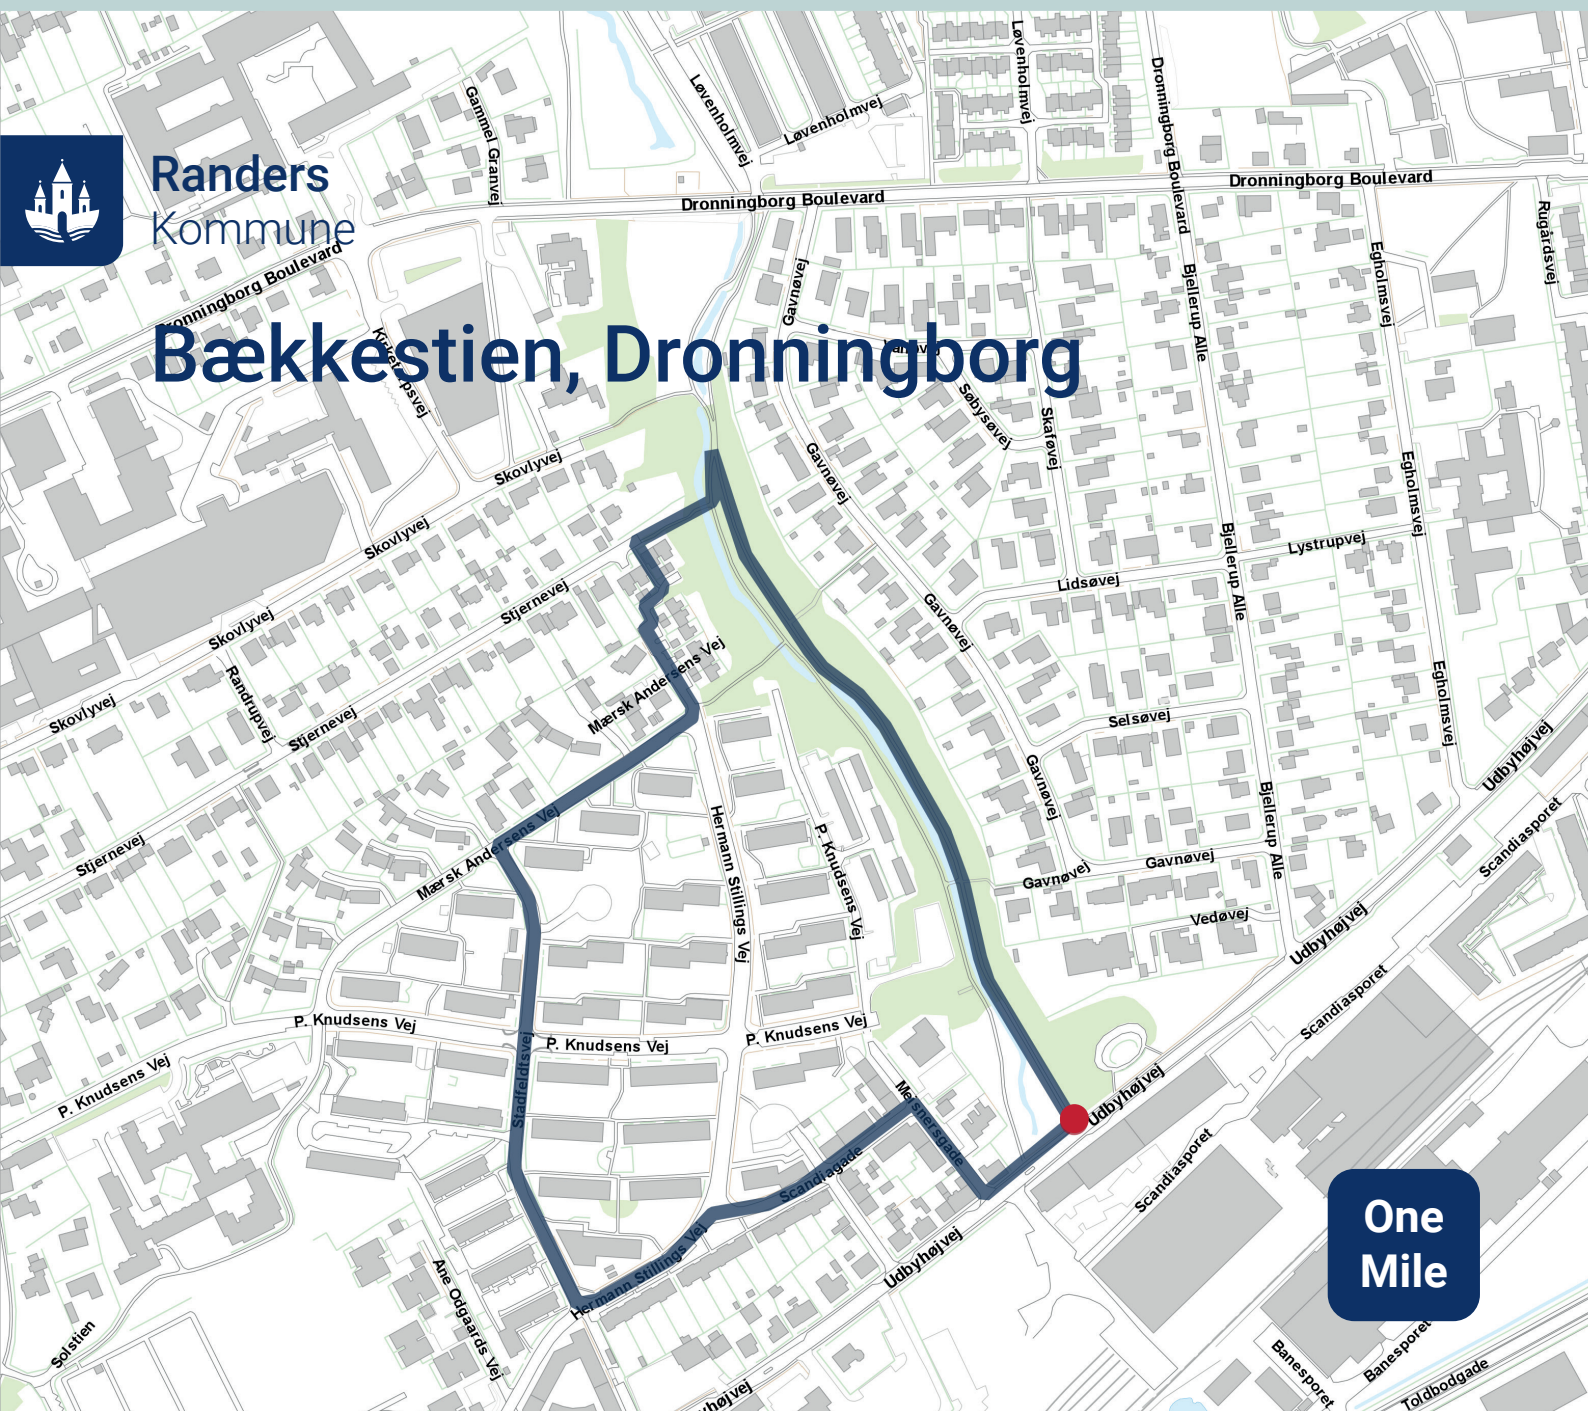 Løvenholmvej
Løvenholmvej
Løvenholmvej
Gammel Granvej
Dronningborg Boulevard
Randers
Kommune
Dronningborg Boulevard
Dronningborg Boulevard
Dronningborg Boulevard
Rugårdsvej
Egholmsvej
Bjellerup Alle
Gavnøvej
Bækkestien, Dronningborg
Søbysøvej
Skaføvej
Gavnøvej
Skovlyvej
Skovlyvej
Egholmsvej
Lystrupvej
Bjellerup Alle
Lidsøvej
Gavnøvej
Stjernevej
Skovlyvej
Mærsk Andersens Vej
Randrupvej
Skovlyvej
Stjernevej
Egholmsvej
Selsøvej
Udbyhøjvej
Gavnøvej
Bjellerup Alle
Scandiasporet
Stjernevej
Mærsk Andersens Vej
Hermann Stillings Vej
P. Knudsens Vej
Gavnøvej
Gavnøvej
Vedøvej
Udbyhøjvej
Scandiasporet
P. Knudsens Vej
P. Knudsens Vej
P. Knudsens Vej
P. Knudsens Vej
Stadfeldtsvej
Meisnersgade
Udbyhøjvej
Scandiagade
Scandiasporet
Hermann Stillings Vej
Udbyhøjvej
Ane Odgaards Vej
One
Mile
Solstien
Banesporet
Banesporet
Toldbodgade